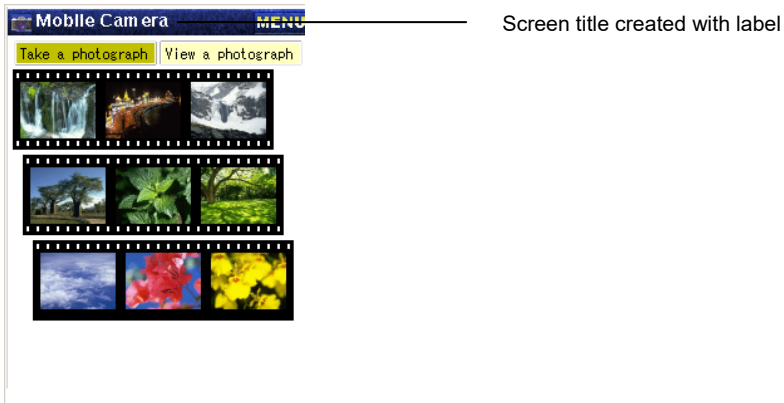 Mobile Camera MENU
Screen title created with label
Take a photograph View a photograph